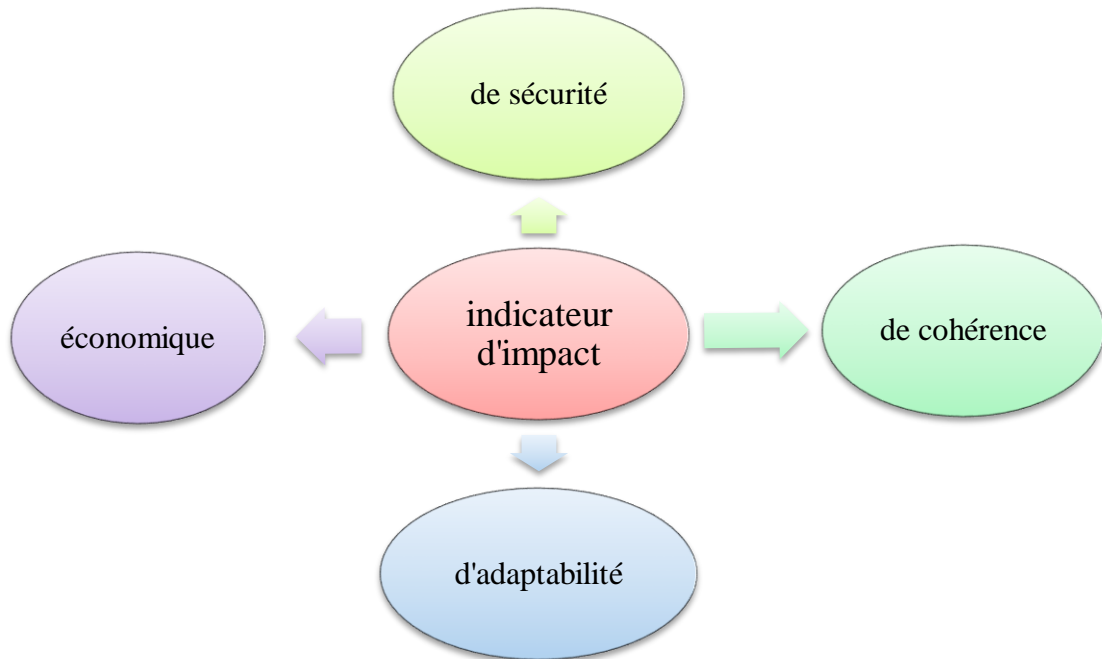 de sécurité
économique
indicateur
d'impact
de cohérence
d'adaptabilité